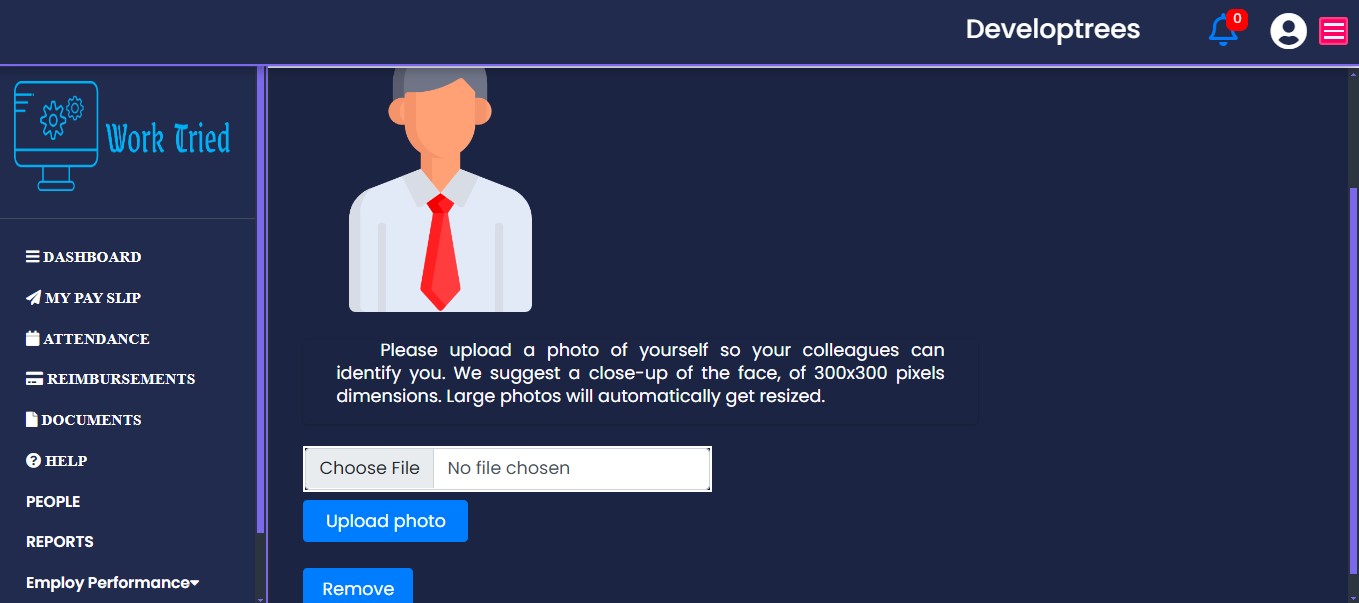 Developtrees
0
Work Tried
DASHBOARD
MY PAY SLIP
ATTENDANCE
REIMBURSEMENTS
DOCUMENTS
HELP
PEOPLE
REPORTS
Employ Performance
Please upload a photo of yourself so your colleagues can
identify you. We suggest a close-up of the face, of 300x300 pixels
dimensions. Large photos will automatically get resized.
Choose File No file chosen
Upload photo
Remove